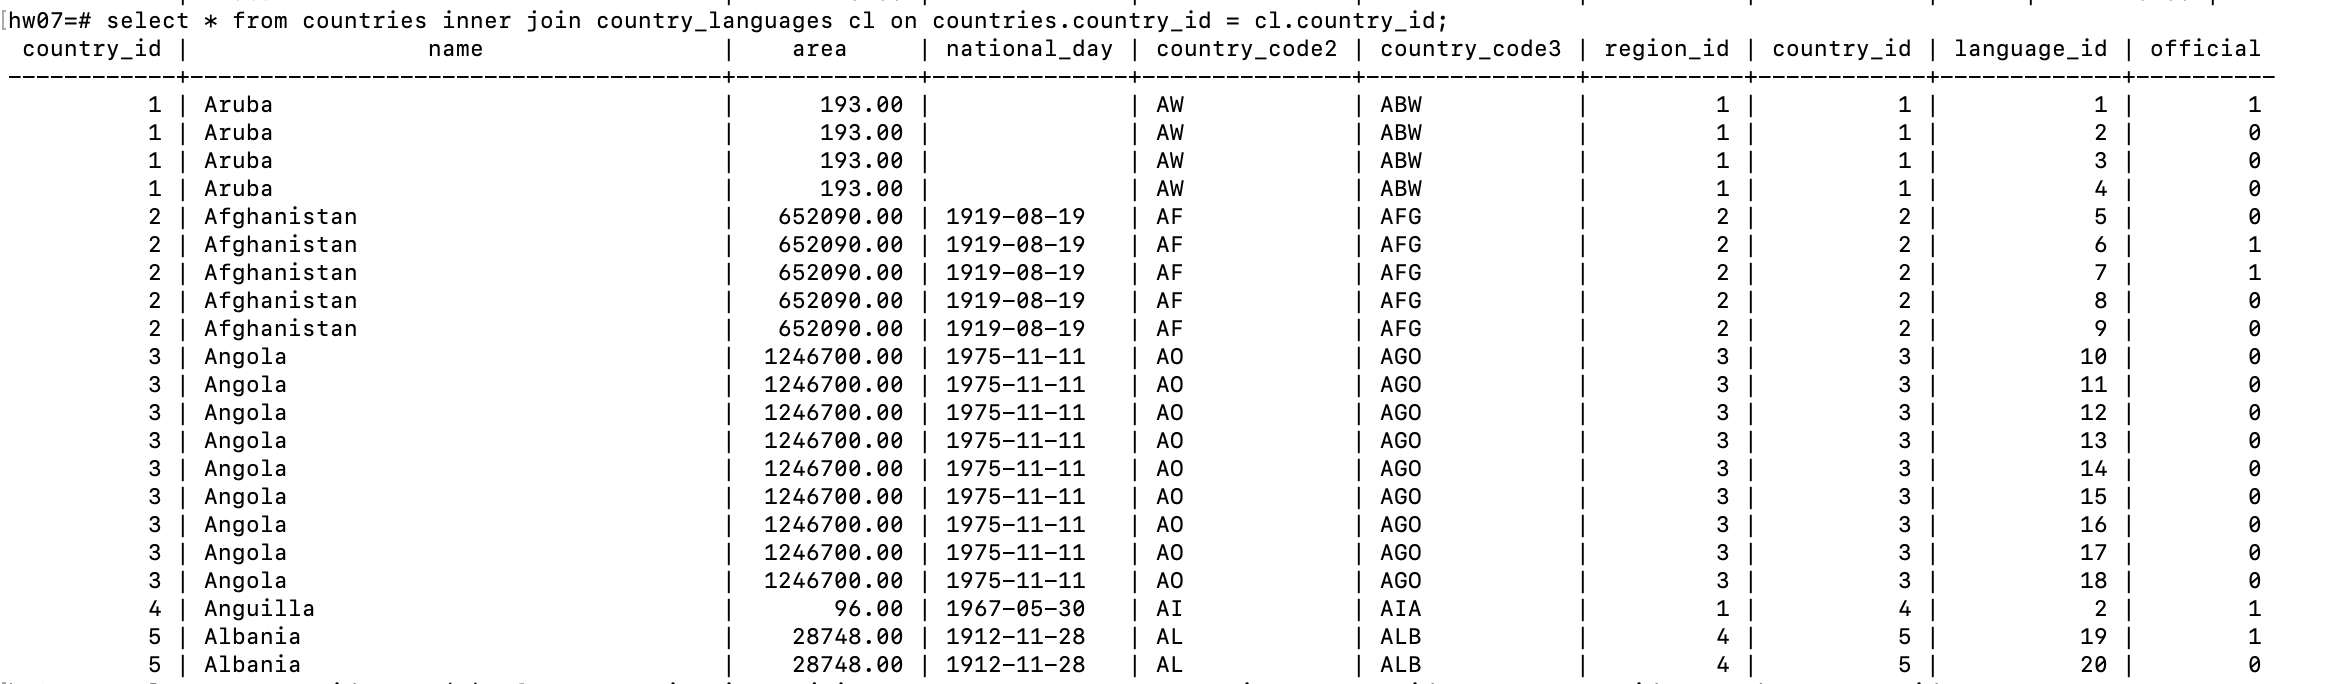 hw07=# select * from countries inner join country_languages cl on countries.country_id = cl.country_id;
country_id | name | area | national_day | country_code2 | country_code3 | region_id | country_id | language_id | official
1 | Aruba | 193.00 | | AW | ABW | 1 | 1 | 1 | 1
1 | Aruba | 193.00 | | AW | ABW | 1 | 1 | 2 | 0
1 | Aruba | 193.00 | | AW | ABW | 1 | 1 | 3 | 0
1 | Aruba | 193.00 | | AW | ABW | 1 | 1 | 4 | 0
2 | Afghanistan | 652090.00 | 1919-08-19 | AF | AFG | 2 | 2 | 5 | 0
2 | Afghanistan | 652090.00 | 1919-08-19 | AF | AFG | 2 | 2 | 6 | 1
2 | Afghanistan | 652090.00 | 1919-08-19 | AF | AFG | 2 | 2 | 7 | 1
2 | Afghanistan | 652090.00 | 1919-08-19 | AF | AFG | 2 | 2 | 8 | 0
2 | Afghanistan | 652090.00 | 1919-08-19 | AF | AFG | 2 | 2 | 9 | 0
3 | Angola | 1246700.00 | 1975-11-11 | AO | AGO | 3 | 3 | 10 | 0
3 | Angola | 1246700.00 | 1975-11-11 | AO | AGO | 3 | 3 | 11 | 0
3 | Angola | 1246700.00 | 1975-11-11 | AO | AGO | 3 | 3 | 12 | 0
3 | Angola | 1246700.00 | 1975-11-11 | AO | AGO | 3 | 3 | 13 | 0
3 | Angola | 1246700.00 | 1975-11-11 | AO | AGO | 3 | 3 | 14 | 0
3 | Angola | 1246700.00 | 1975-11-11 | AO | AGO | 3 | 3 | 15 | 0
3 | Angola | 1246700.00 | 1975-11-11 | AO | AGO | 3 | 3 | 16 | 0
3 | Angola | 1246700.00 | 1975-11-11 | AO | AGO | 3 | 3 | 17 | 0
3 | Angola | 1246700.00 | 1975-11-11 | AO | AGO | 3 | 3 | 18 | 0
4 | Anguilla | 96.00 | 1967-05-30 | AI | AIA | 1 | 4 | 2 | 1
5 | Albania | 28748.00 | 1912-11-28 | AL | ALB | 4 | 5 | 19 | 1
5 | Albania | 28748.00 | 1912-11-28 | AL | ALB | 4 | 5 | 20 | 0